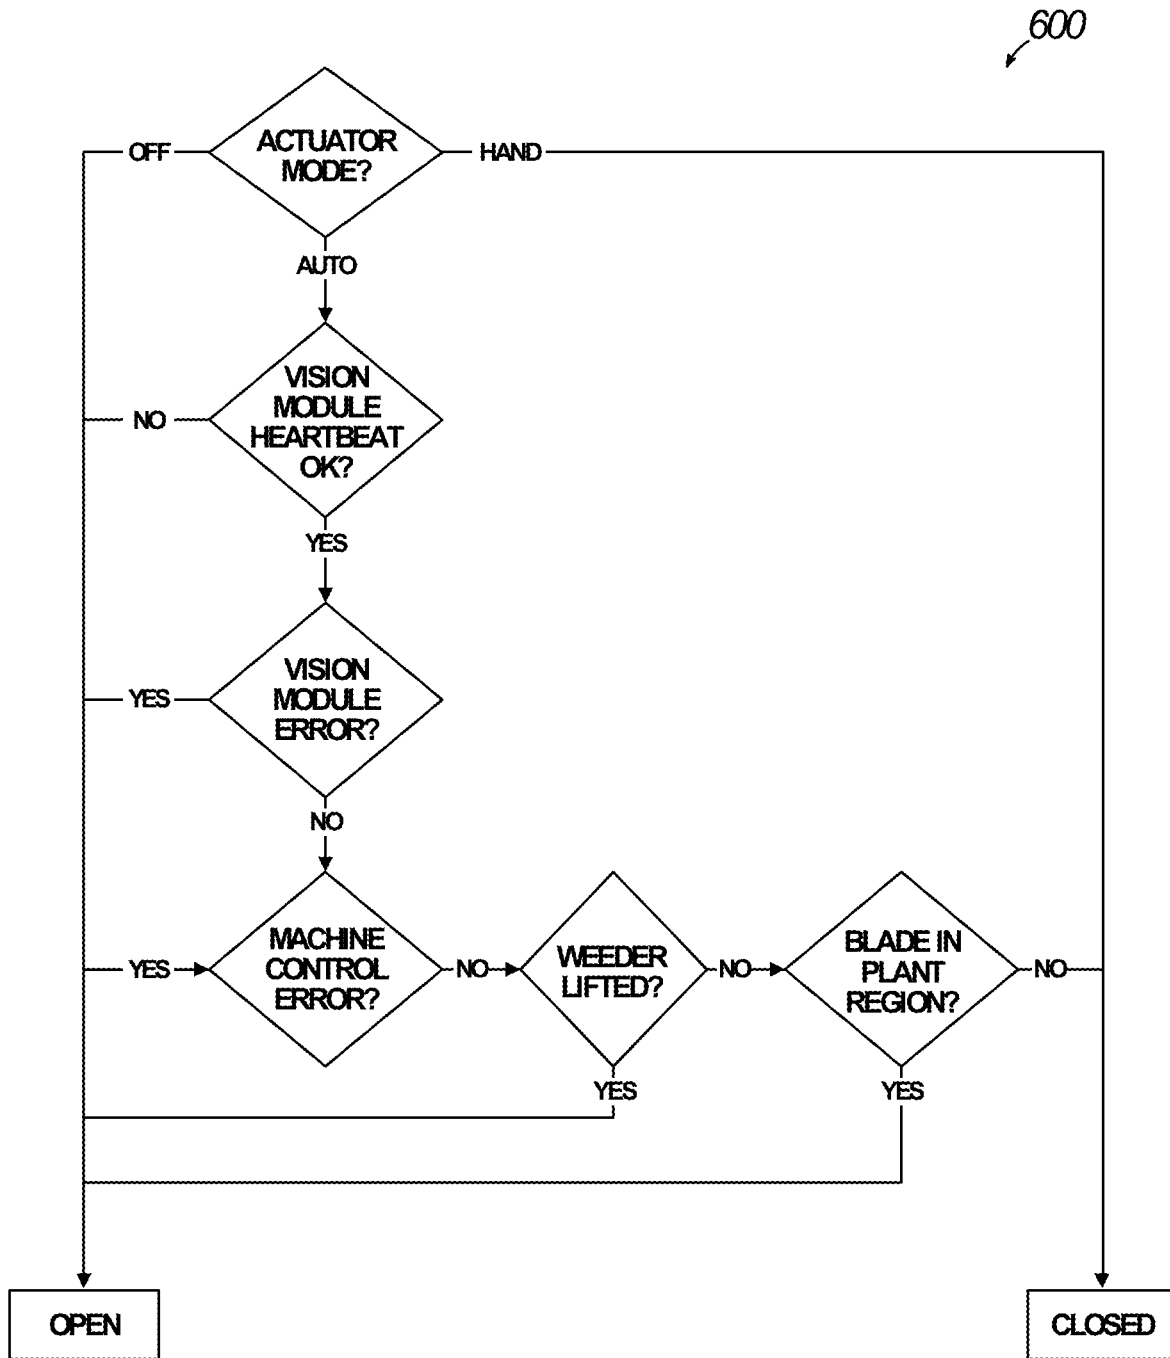 600
ACTUATOR
MODE?
OFF
HAND
AUTO
VISION
MODULE
HEARTBEAT
OK?
NO
YES
VISION
MODULE
ERROR?
YES
NO
MACHINE
CONTROL
ERROR?
YES
NO
WEEDER
LIFTED?
NO
BLADE IN
PLANT
REGION?
NO
YES
YES
OPEN
CLOSED